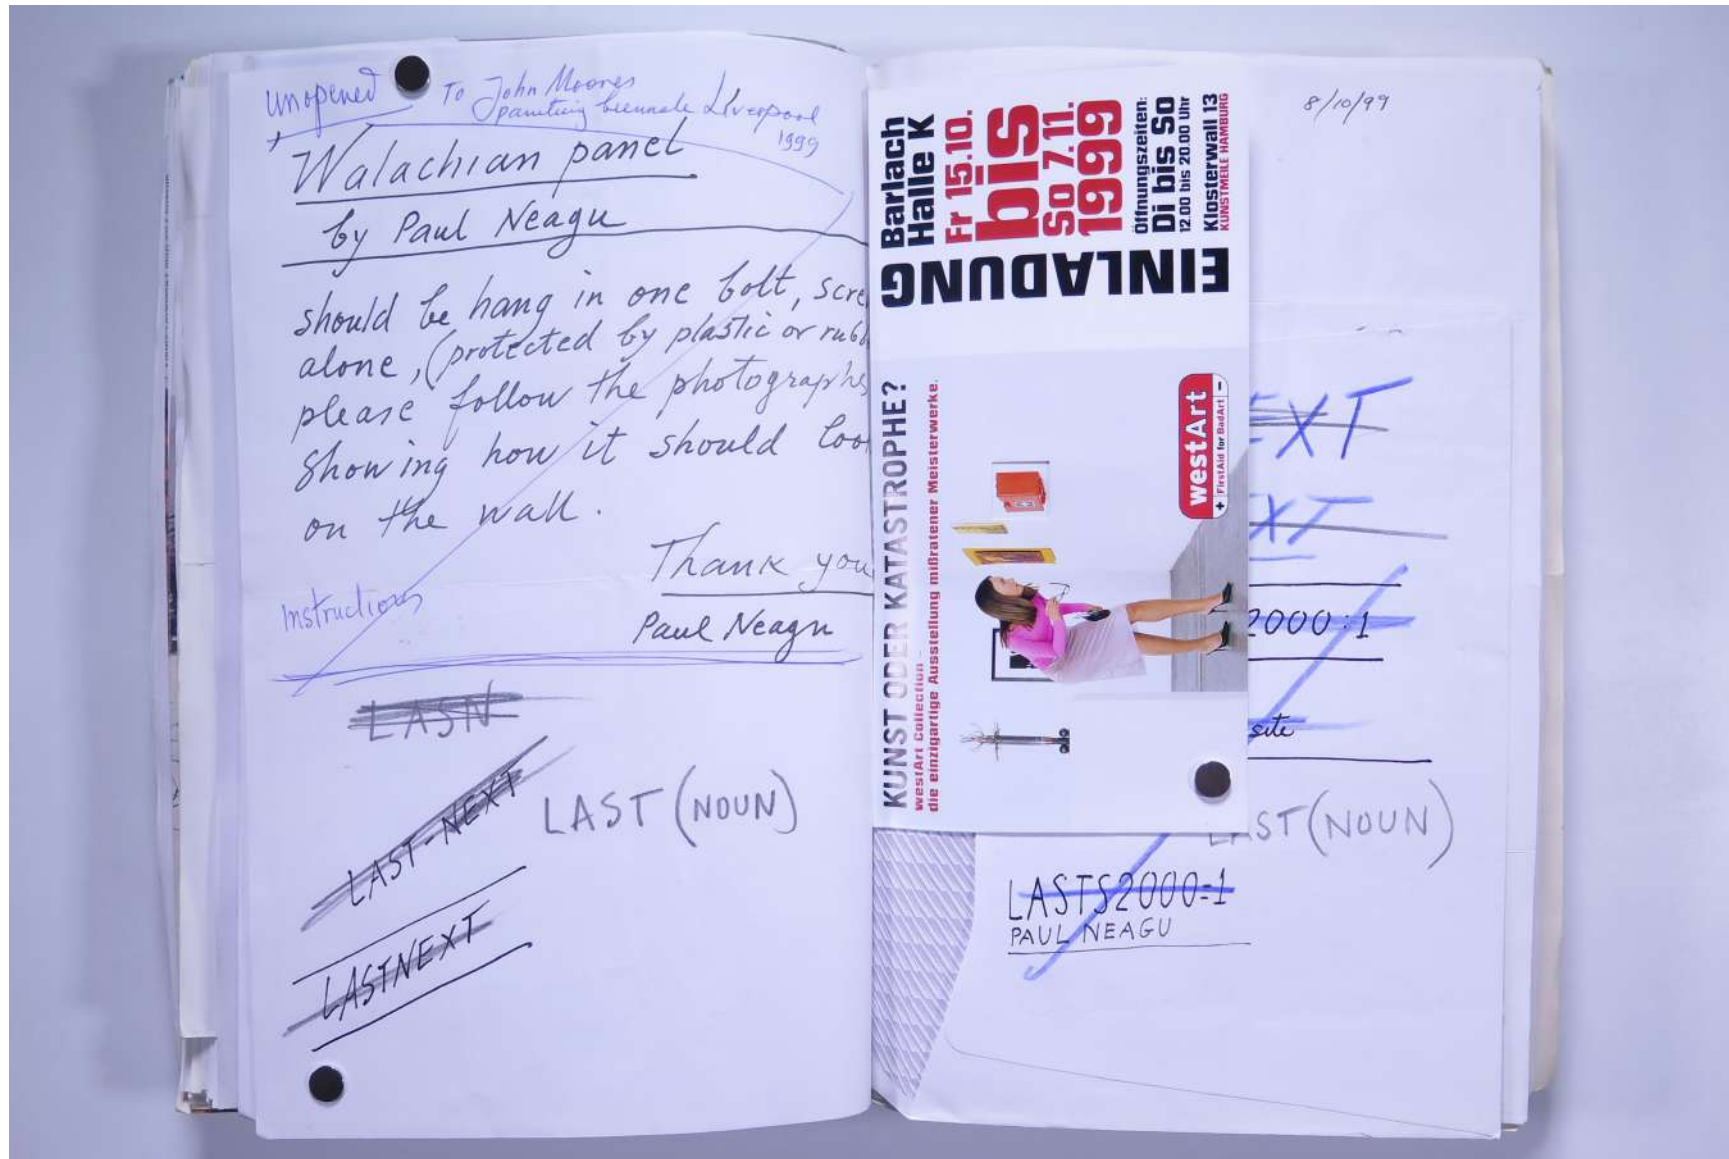 unopened
To John Moores
painting biennale Liverpool
1999
Walachian panel
by Paul Neagu
should be hang in one bolt, scre
alone, (protected by plastic or rubb
please follow the photographs
showing how it should loo
on the wall.
Thank you
Paul Neagu
Instructions
LASN
LAST-NEXT
LAST (NOUN)
LASTNEXT
Barlach
Halle K
Fr 15.10.
bis
So 7.11.
1999
Öffnungszeiten:
Di bis So
12.00 bis 20.00 Uhr
Klosterwall 13
KUNSTMEILE HAMBURG
EINLADUNG
KUNST ODER KATASTROPHE?
westArt Collection –
die einzigartige Ausstellung mißratener Meisterwerke.
westArt
+ FirstAid for BadArt –
8/10/99
EXT
XT
2000:1
site
LAST (NOUN)
LASTS2000=1
PAUL NEAGU